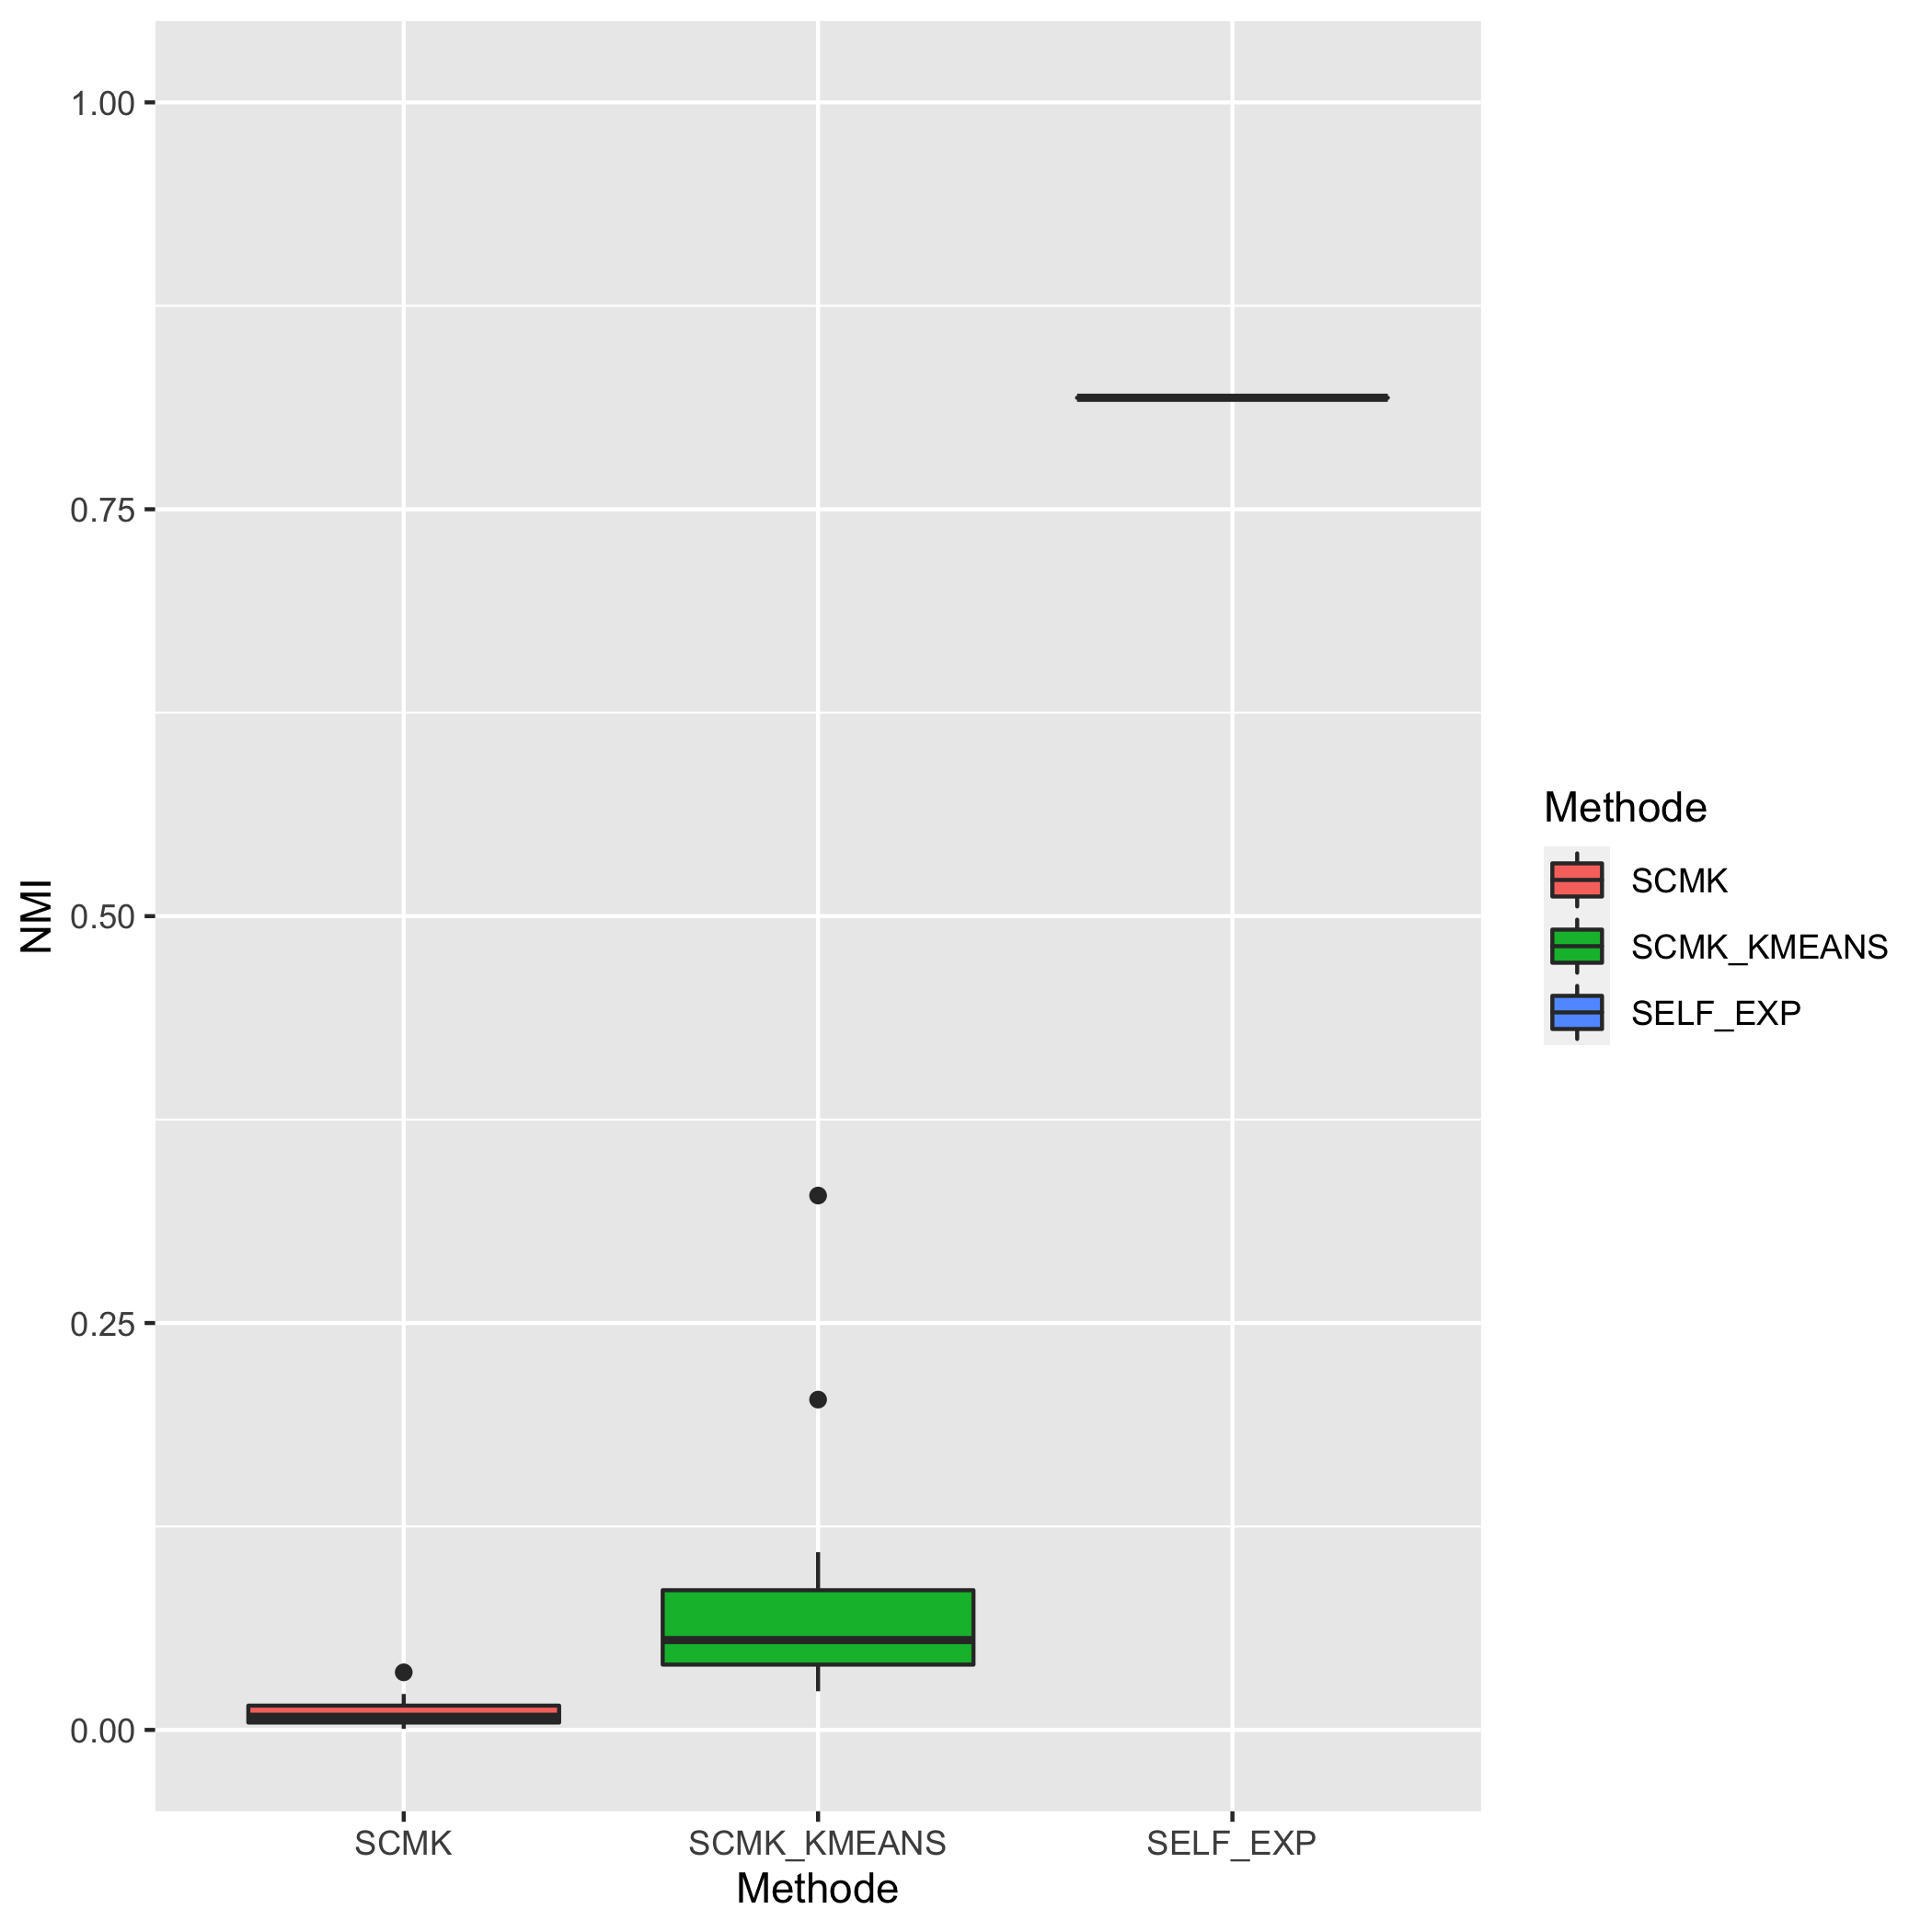 1.00
0.75
0.50
0.25
0.00
NMI
SCMK
SCMK_KMEANS
SELF_EXP
Methode
Methode
SCMK
SCMK_KMEANS
SELF_EXP